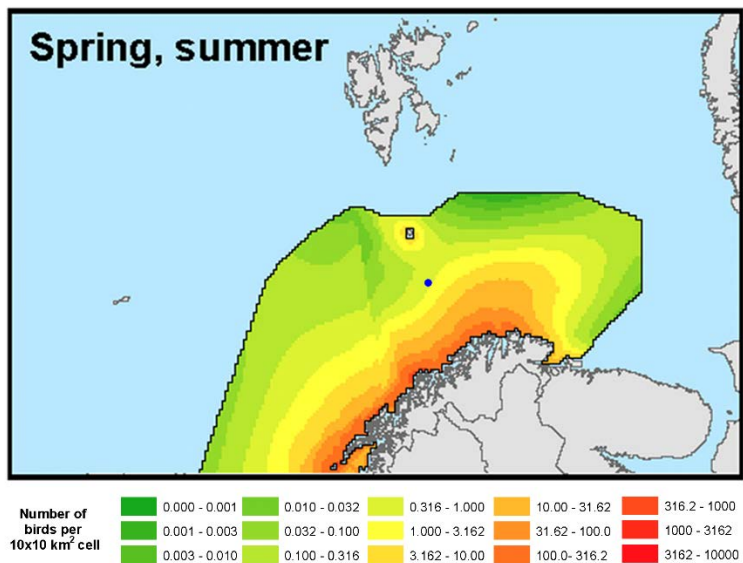 Spring, summer
Number of
birds per
10x10 km² cell
0.000 - 0.001
0.001 - 0.003
0.003 - 0.010
0.010 - 0.032
0.032 - 0.100
0.100 - 0.316
0.316 - 1.000
1.000 - 3.162
3.162 - 10.00
10.00 - 31.62
31.62 - 100.0
100.0- 316.2
316.2 - 1000
1000 - 3162
3162 - 10000